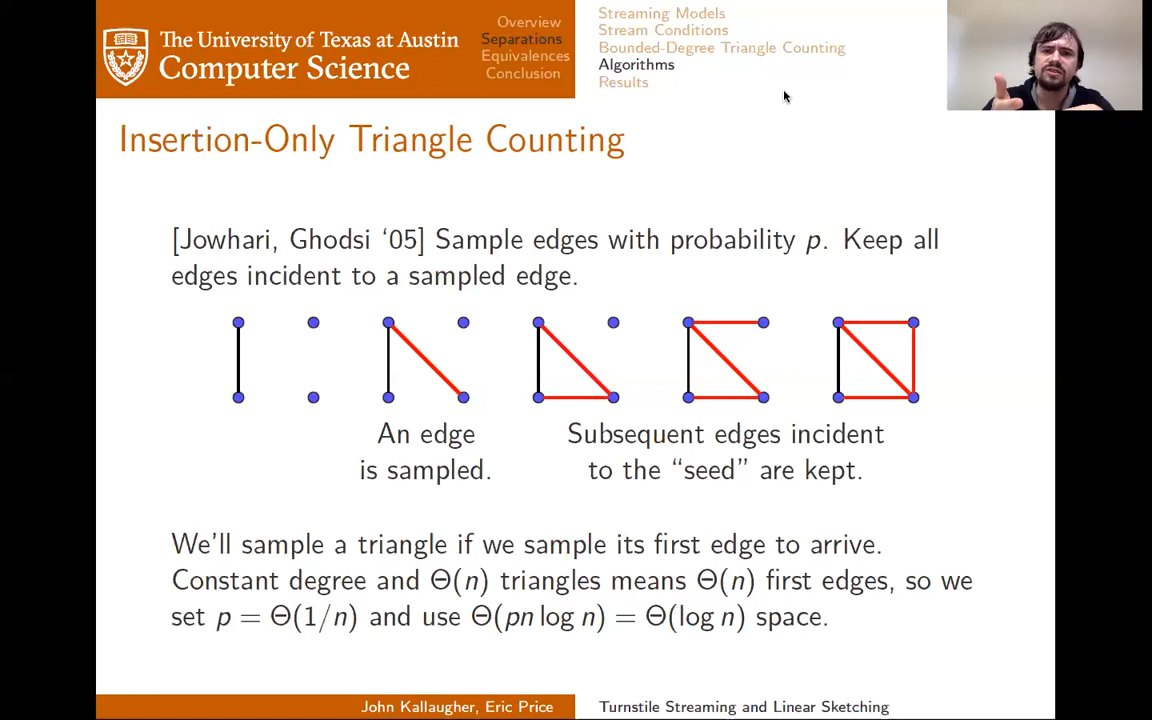 The University of Texas at Austin
Computer Science
Overview
Separations
Equivalences
Conclusion
Streaming Models
Stream Conditions
Bounded-Degree Triangle Counting
Algorithms
Results
Insertion-Only Triangle Counting
[Jowhari, Ghodsi ‘05] Sample edges with probability p. Keep all
edges incident to a sampled edge.
An edge
is sampled.
Subsequent edges incident
to the “seed” are kept.
We’ll sample a triangle if we sample its first edge to arrive.
Constant degree and Θ(n) triangles means Θ(n) first edges, so we
set p = Θ(1/n) and use Θ(pn log n) = Θ(log n) space.
John Kallaugher, Eric Price
Turnstile Streaming and Linear Sketching